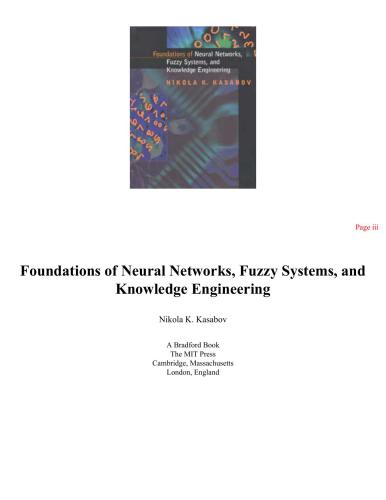 Foundations of Neural Networks,
Fuzzy Systems, and
Knowledge Engineering
NIKOLA K. KASABOV
Page iii
Foundations of Neural Networks, Fuzzy Systems, and
Knowledge Engineering
Nikola K. Kasabov
A Bradford Book
The MIT Press
Cambridge, Massachusetts
London, England